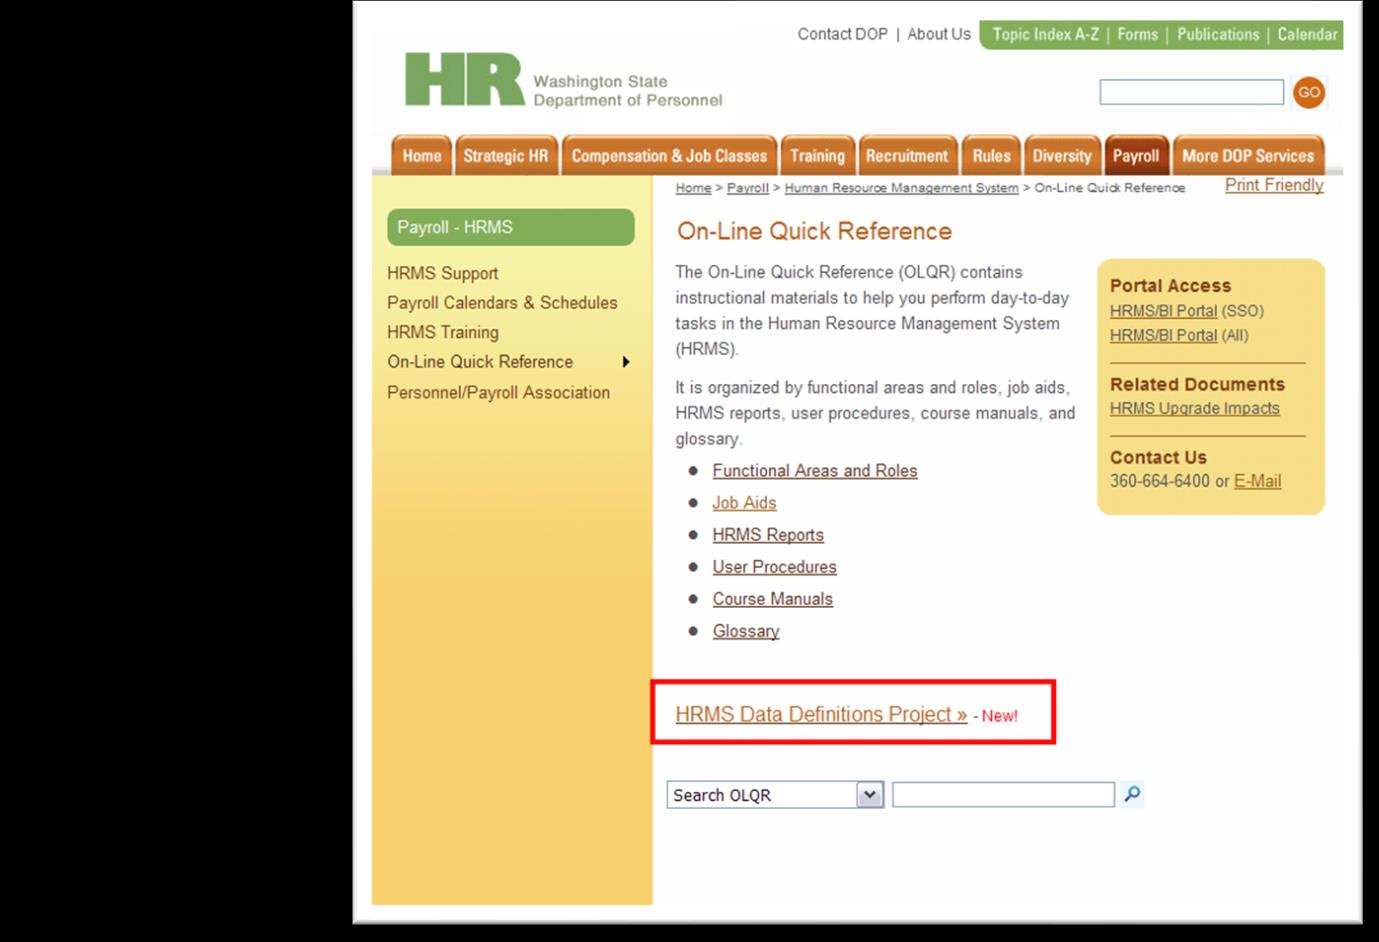 Contact DOP | About Us
Topic Index A-Z | Forms | Publications | Calendar
HR Washington State
Department of Personnel
GO
Home
Strategic HR
Compensation & Job Classes
Training
Recruitment
Rules
Diversity
Payroll
More DOP Services
Home > Payroll > Human Resource Management System > On-Line Quick Reference
Print Friendly
Payroll - HRMS
HRMS Support
Payroll Calendars & Schedules
HRMS Training
On-Line Quick Reference
Personnel/Payroll Association
On-Line Quick Reference
The On-Line Quick Reference (OLQR) contains
instructional materials to help you perform day-to-day
tasks in the Human Resource Management System
(HRMS).
It is organized by functional areas and roles, job aids,
HRMS reports, user procedures, course manuals, and
glossary.
Functional Areas and Roles
Job Aids
HRMS Reports
User Procedures
Course Manuals
Glossary
HRMS Data Definitions Project » - New!
Search OLQR
Portal Access
HRMS/BI Portal (SSO)
HRMS/BI Portal (All)
Related Documents
HRMS Upgrade Impacts
Contact Us
360-664-6400 or E-Mail